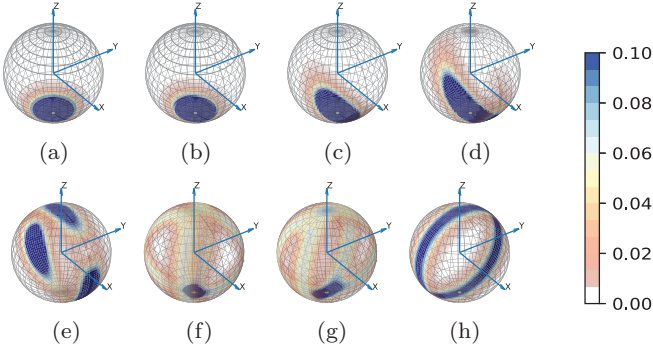 Z Z Z Z
Y Y Y Y
X X X X
(a) (b) (c) (d)
Z Z Z Z
Y Y Y Y
X X X X
(e) (f) (g) (h)
0.10
0.08
0.06
0.04
0.02
0.00